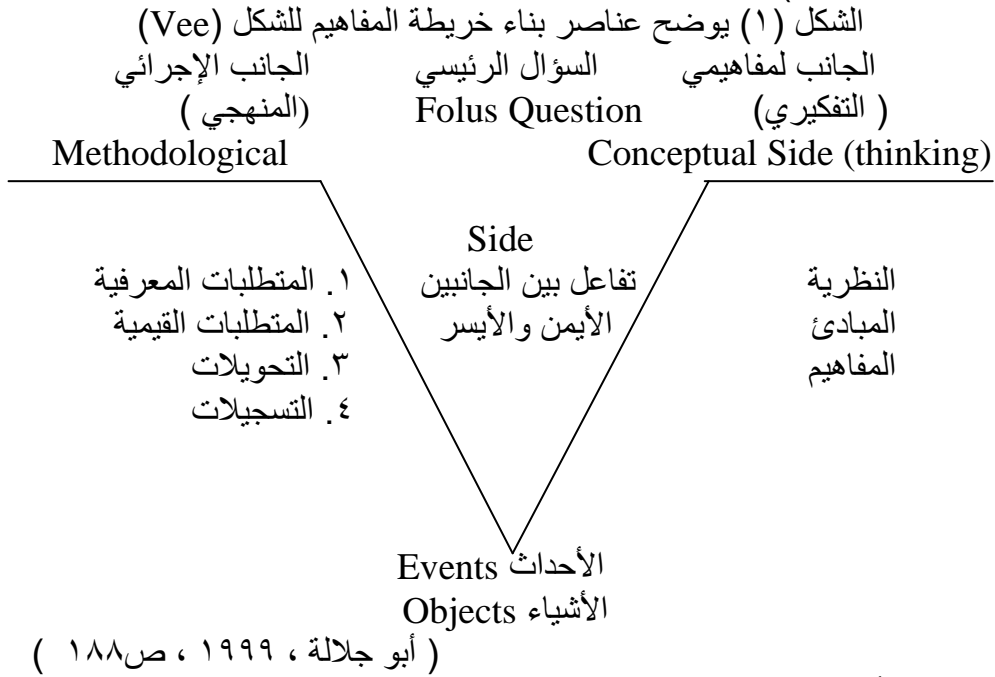 الشكل (١) يوضح عناصر بناء خريطة المفاهيم للشكل (Vee)
الجانب لمفاهيمي السؤال الرئيسي الجانب الإجرائي
( التفكيري) Folus Question (المنهجي )
Conceptual Side (thinking) Methodological
Side
النظرية تفاعل بين الجانبين ١. المتطلبات المعرفية
المبادئ الأيمن والأيسر ٢. المتطلبات القيمية
المفاهيم ٣. التحويلات
٤. التسجيلات
الأحداث Events
الأشياء Objects
( أبو جلالة ، ١٩٩٩ ، ص١٨٨ )